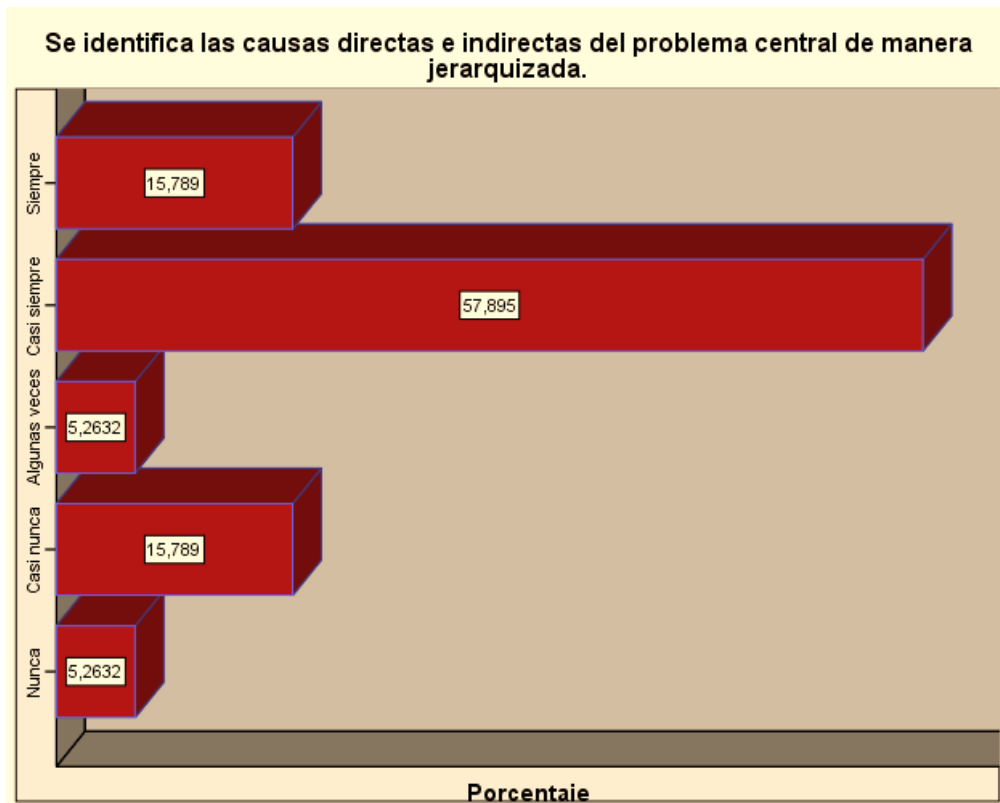 Se identifica las causas directas e indirectas del problema central de manera
jerarquizada.
Siempre
15,789
Casi siempre
57,895
Algunas veces
5,2632
Casi nunca
15,789
Nunca
5,2632
Porcentaje